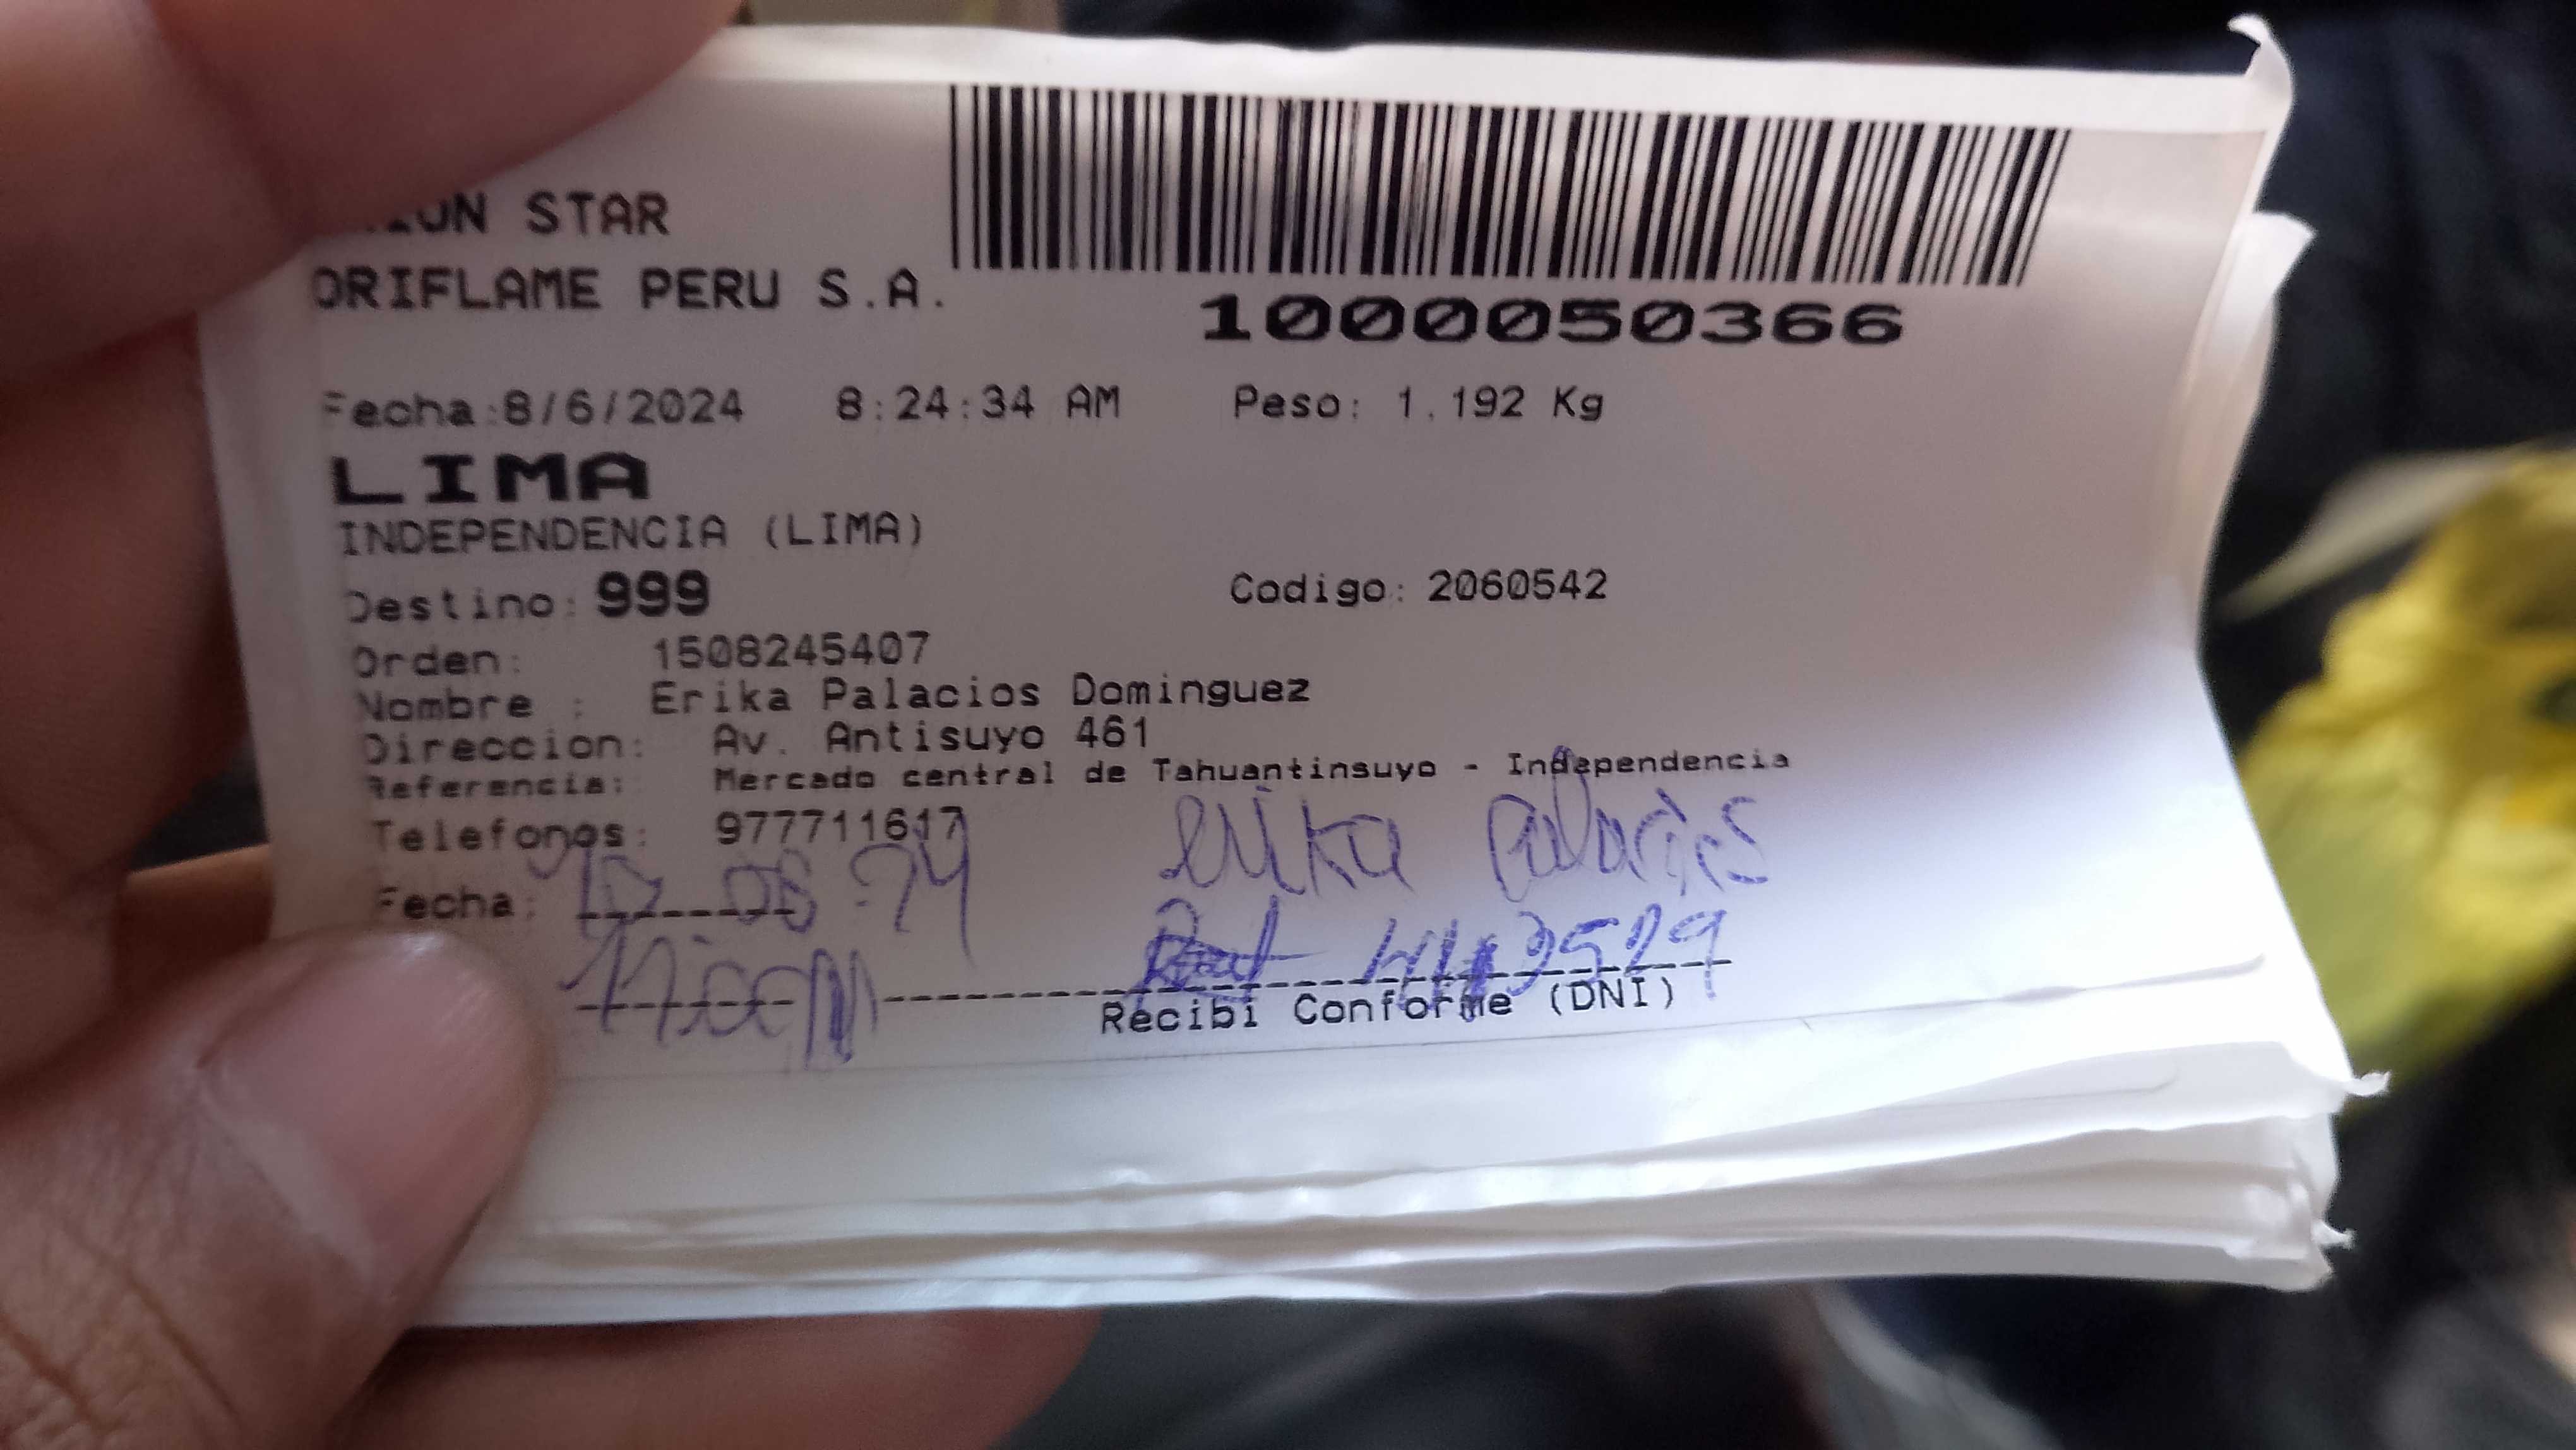 STAR
ORIFLAME PERU S.A.
1000050366
Fecha:8/6/2024 8:24:34 AM Peso: 1.192 Kg
LIMA
INDEPENDENCIA (LIMA)
Destino: 999 Codigo: 2060542
Orden: 1508245407
Nombre : Erika Palacios Dominguez
Direccion: Av. Antisuyo 461
Referencia: Mercado central de Tahuantinsuyo - Independencia
Telefonos: 977711617
erika Palacios
Fecha:
Recibi Conforme (DNI)